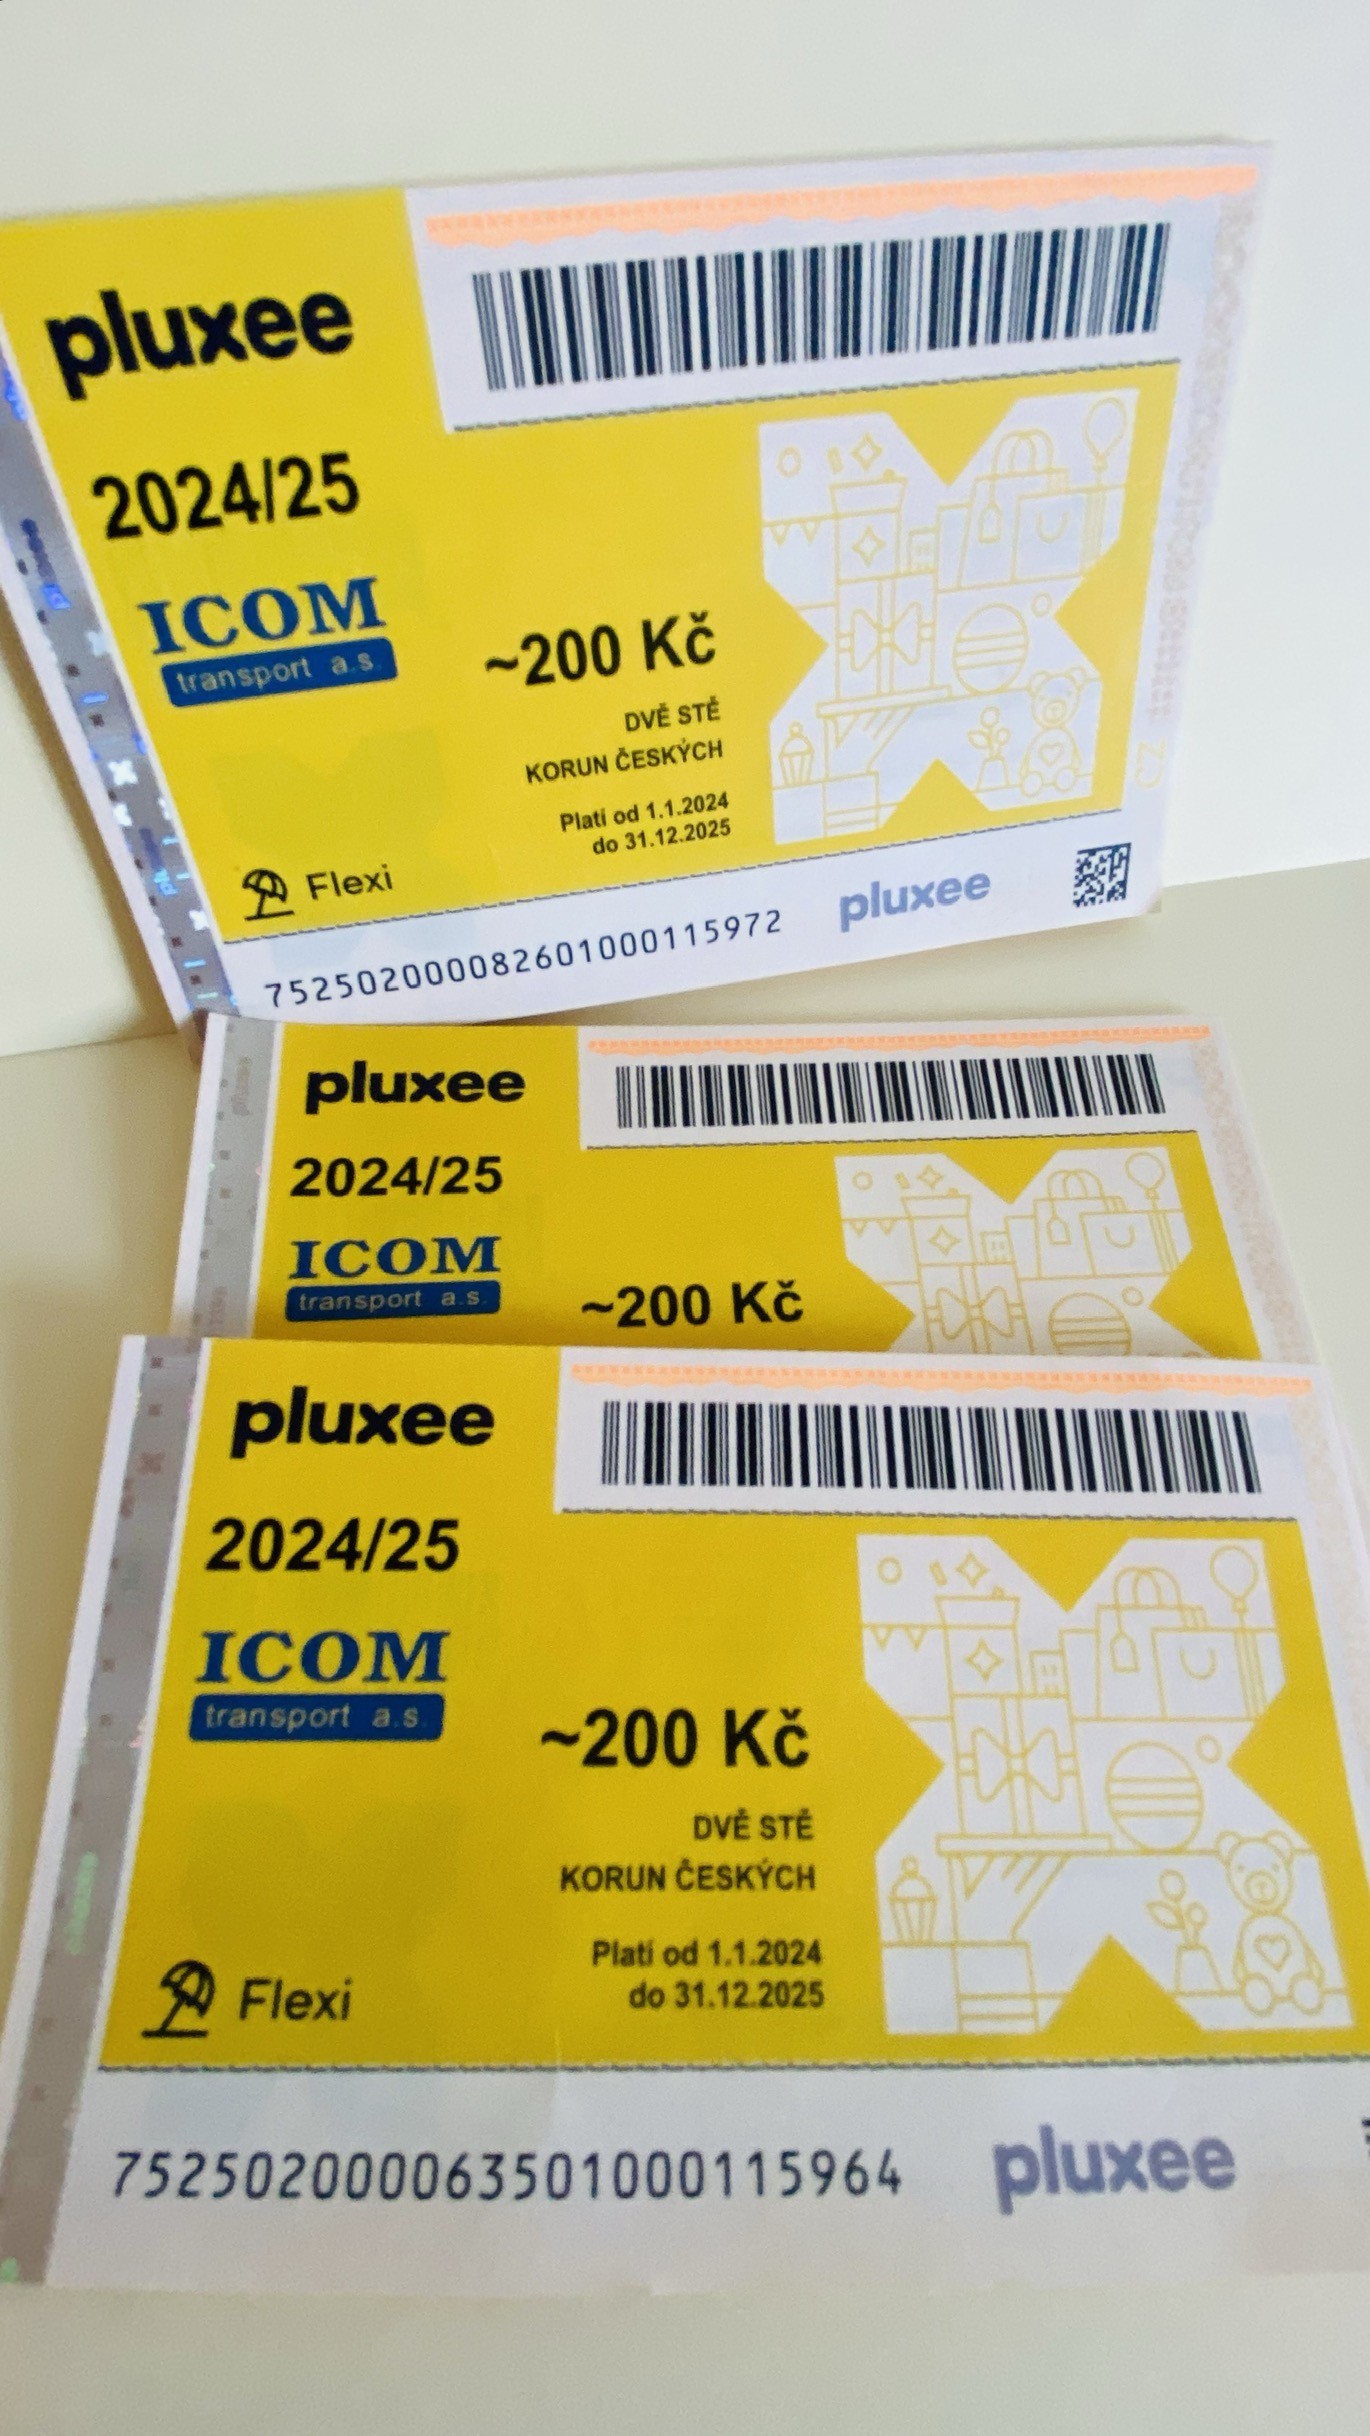 pluxee
2024/25
ICOM
transport a.s.
~200 Kč
DVĚ STĚ
KORUN ČESKÝCH
Platí od 1.1.2024
do 31.12.2025
Flexi
CZ
752502000082601000115972
pluxee
pluxee
2024/25
ICOM
transport a.s.
~200 Kč
pluxee
2024/25
ICOM
transport a.s.
~200 Kč
DVĚ STĚ
KORUN ČESKÝCH
Platí od 1.1.2024
do 31.12.2025
Flexi
752502000063501000115964
pluxee